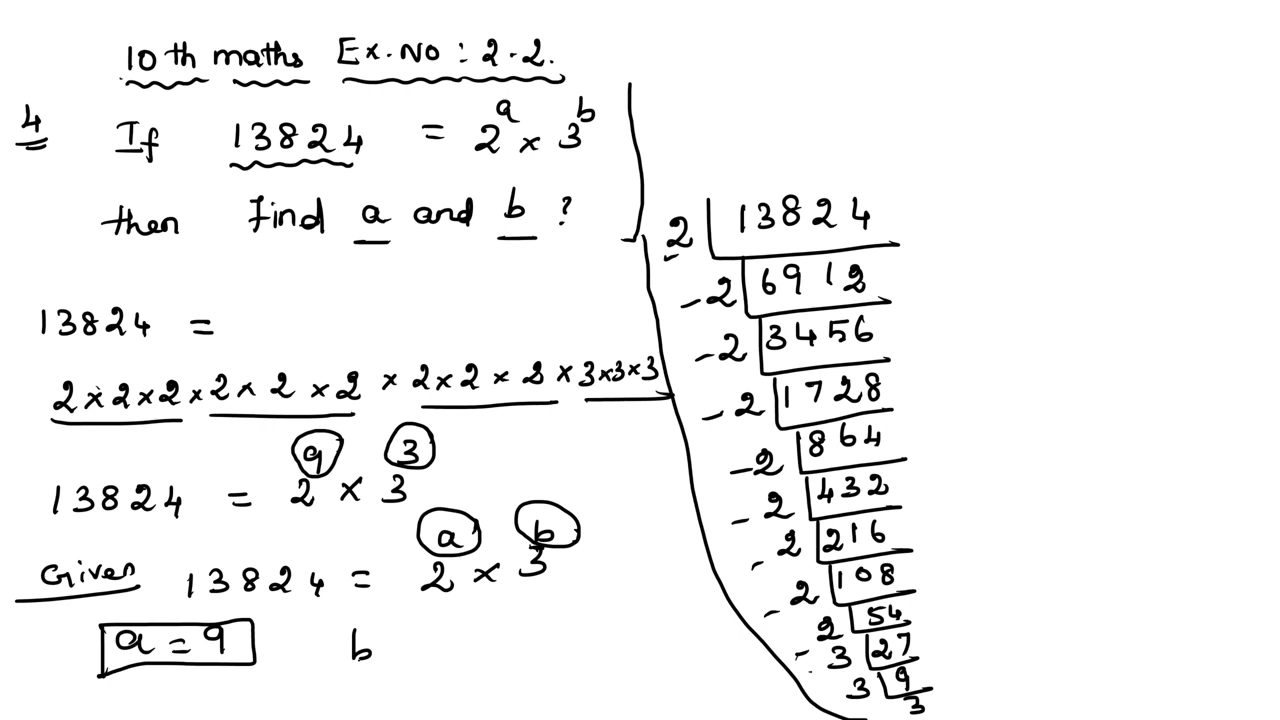 10th maths Ex.No : 2.2.
4 If 13824 = 2^a × 3^b
then Find a and b ?
13824 =
2 × 2 × 2 × 2 × 2 × 2 × 2 × 2 × 2 × 3 × 3 × 3
13824 = 2^9 × 3^3
Given 13824 = 2^a × 3^b
a = 9 b
2 | 13824
- 2 | 6912
- 2 | 3456
- 2 | 1728
- 2 | 864
- 2 | 432
- 2 | 216
- 2 | 108
- 2 | 54
- 3 | 27
3 | 9
3